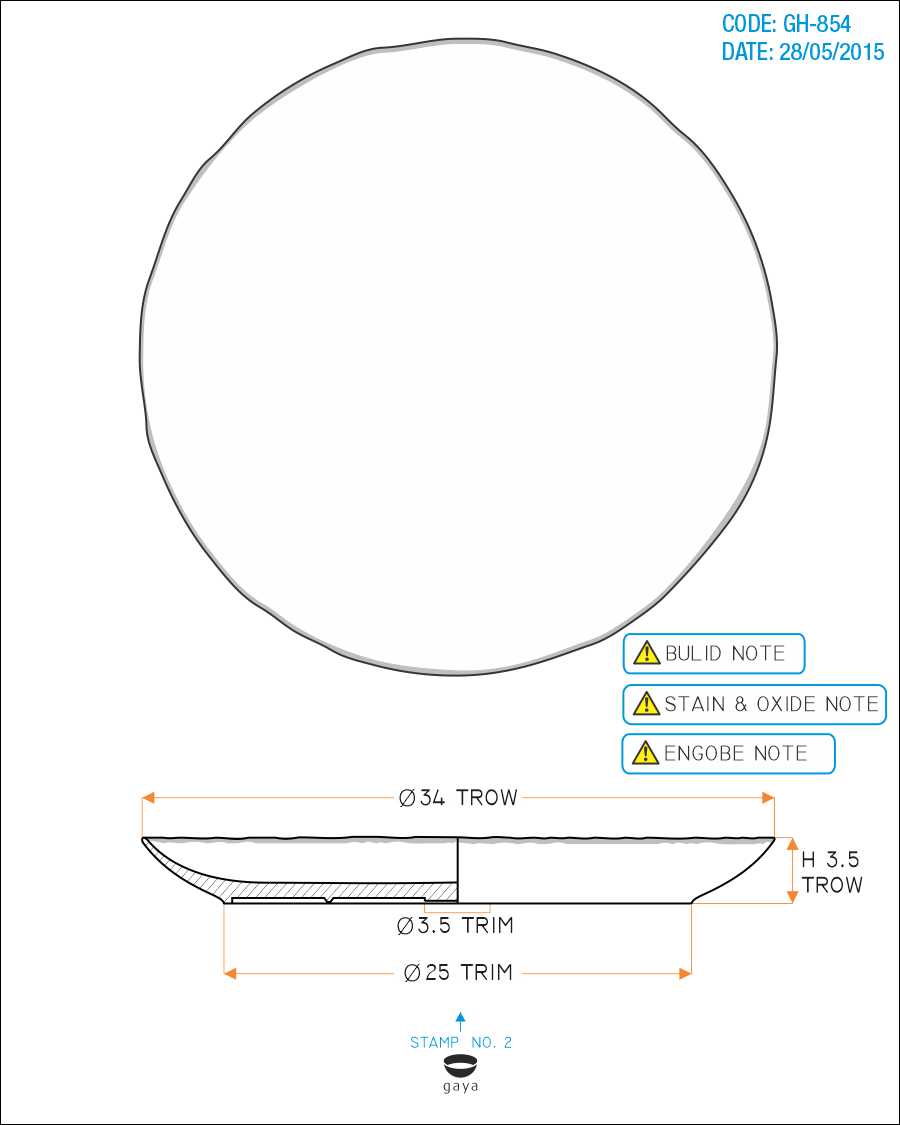 CODE: GH-854
DATE: 28/05/2015
BULID NOTE
STAIN & OXIDE NOTE
ENGOBE NOTE
Ø34 TROW
H 3.5
TROW
Ø3.5 TRIM
Ø25 TRIM
STAMP NO. 2
gaya